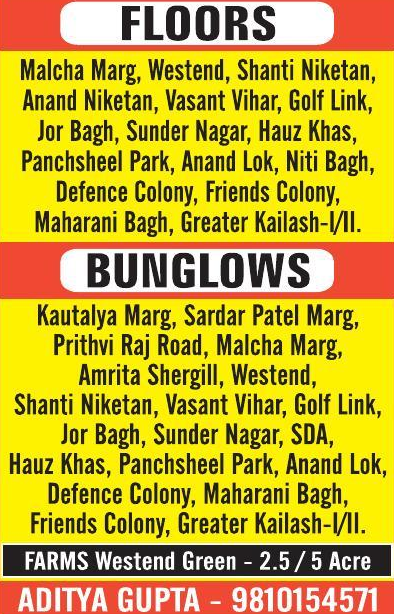 FLOORS
Malcha Marg, Westend, Shanti Niketan,
Anand Niketan, Vasant Vihar, Golf Link,
Jor Bagh, Sunder Nagar, Hauz Khas,
Panchsheel Park, Anand Lok, Niti Bagh,
Defence Colony, Friends Colony,
Maharani Bagh, Greater Kailash-I/II.
BUNGLOWS
Kautalya Marg, Sardar Patel Marg,
Prithvi Raj Road, Malcha Marg,
Amrita Shergill, Westend,
Shanti Niketan, Vasant Vihar, Golf Link,
Jor Bagh, Sunder Nagar, SDA,
Hauz Khas, Panchsheel Park, Anand Lok,
Defence Colony, Maharani Bagh,
Friends Colony, Greater Kailash-I/II.
FARMS Westend Green - 2.5 / 5 Acre
ADITYA GUPTA - 9810154571